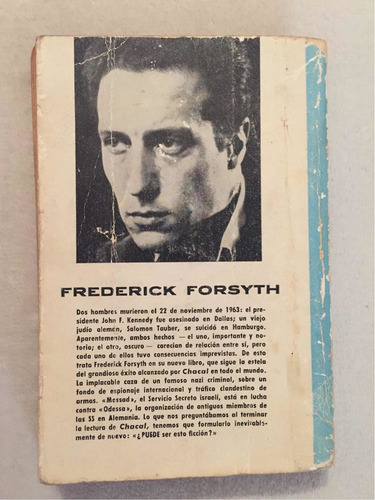 FREDERICK FORSYTH
Dos hombres murieron el 22 de noviembre de 1963: el pre-
sidente John F. Kennedy fue asesinado en Dallas; un viejo
judío alemán, Salomon Tauber, se suicidó en Hamburgo.
Aparentemente, ambos hechos — el uno, importante y no-
torio; el otro, oscuro — carecían de relación entre sí, pero
cada uno de ellos tuvo consecuencias imprevistas. De esto
trata Frederick Forsyth en su nuevo libro, que sigue la estela
del grandioso éxito alcanzado por Chacal en todo el mundo.
La implacable caza de un famoso nazi criminal, sobre un
fondo de espionaje internacional y tráfico clandestino de
armas. «Mossad», el Servicio Secreto israelí, está en lucha
contra «Odessa», la organización de antiguos miembros de
las SS en Alemania. Lo que nos preguntábamos al terminar
la lectura de Chacal, tenemos que formularlo inevitable-
mente de nuevo: «¿PUEDE ser esto ficción?»